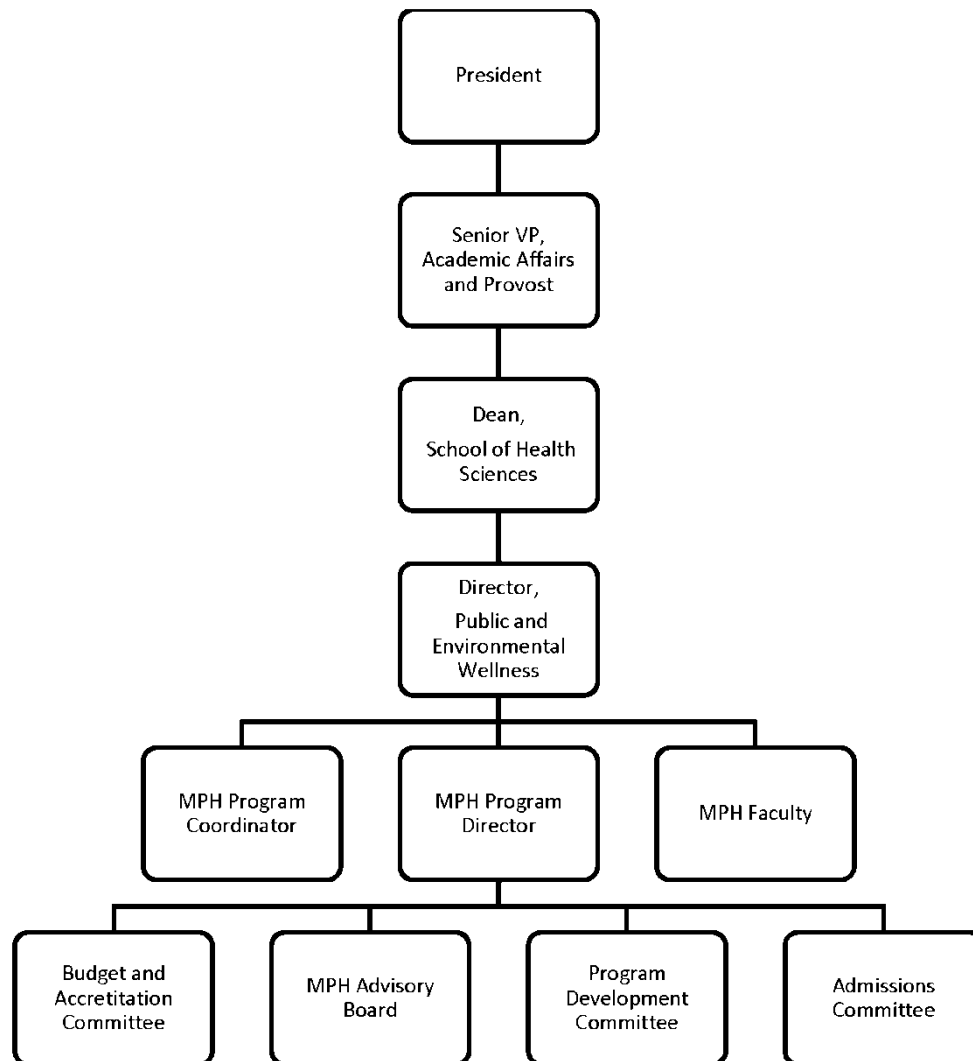 President
Senior VP,
Academic Affairs
and Provost
Dean,
School of Health
Sciences
Director,
Public and
Environmental
Wellness
MPH Program
Coordinator
MPH Program
Director
MPH Faculty
Budget and
Accretitation
Committee
MPH Advisory
Board
Program
Development
Committee
Admissions
Committee